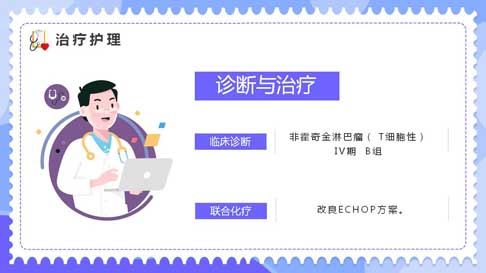 治疗护理
诊断与治疗
临床诊断
非霍奇金淋巴瘤（ T细胞性）
IV期 B组
联合化疗
改良ECHOP方案。